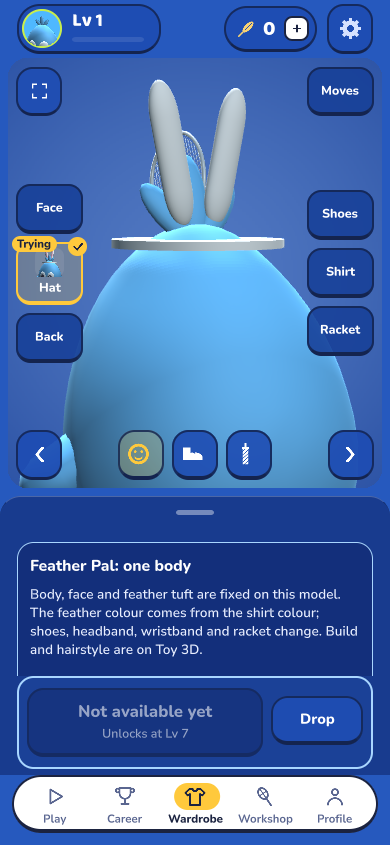 Lv 1
0
+
Moves
Face
Shoes
Trying
Hat
Shirt
Back
Racket
Feather Pal: one body
Body, face and feather tuft are fixed on this model.
The feather colour comes from the shirt colour;
shoes, headband, wristband and racket change. Build
and hairstyle are on Toy 3D.
Not available yet
Unlocks at Lv 7
Drop
Play
Career
Wardrobe
Workshop
Profile